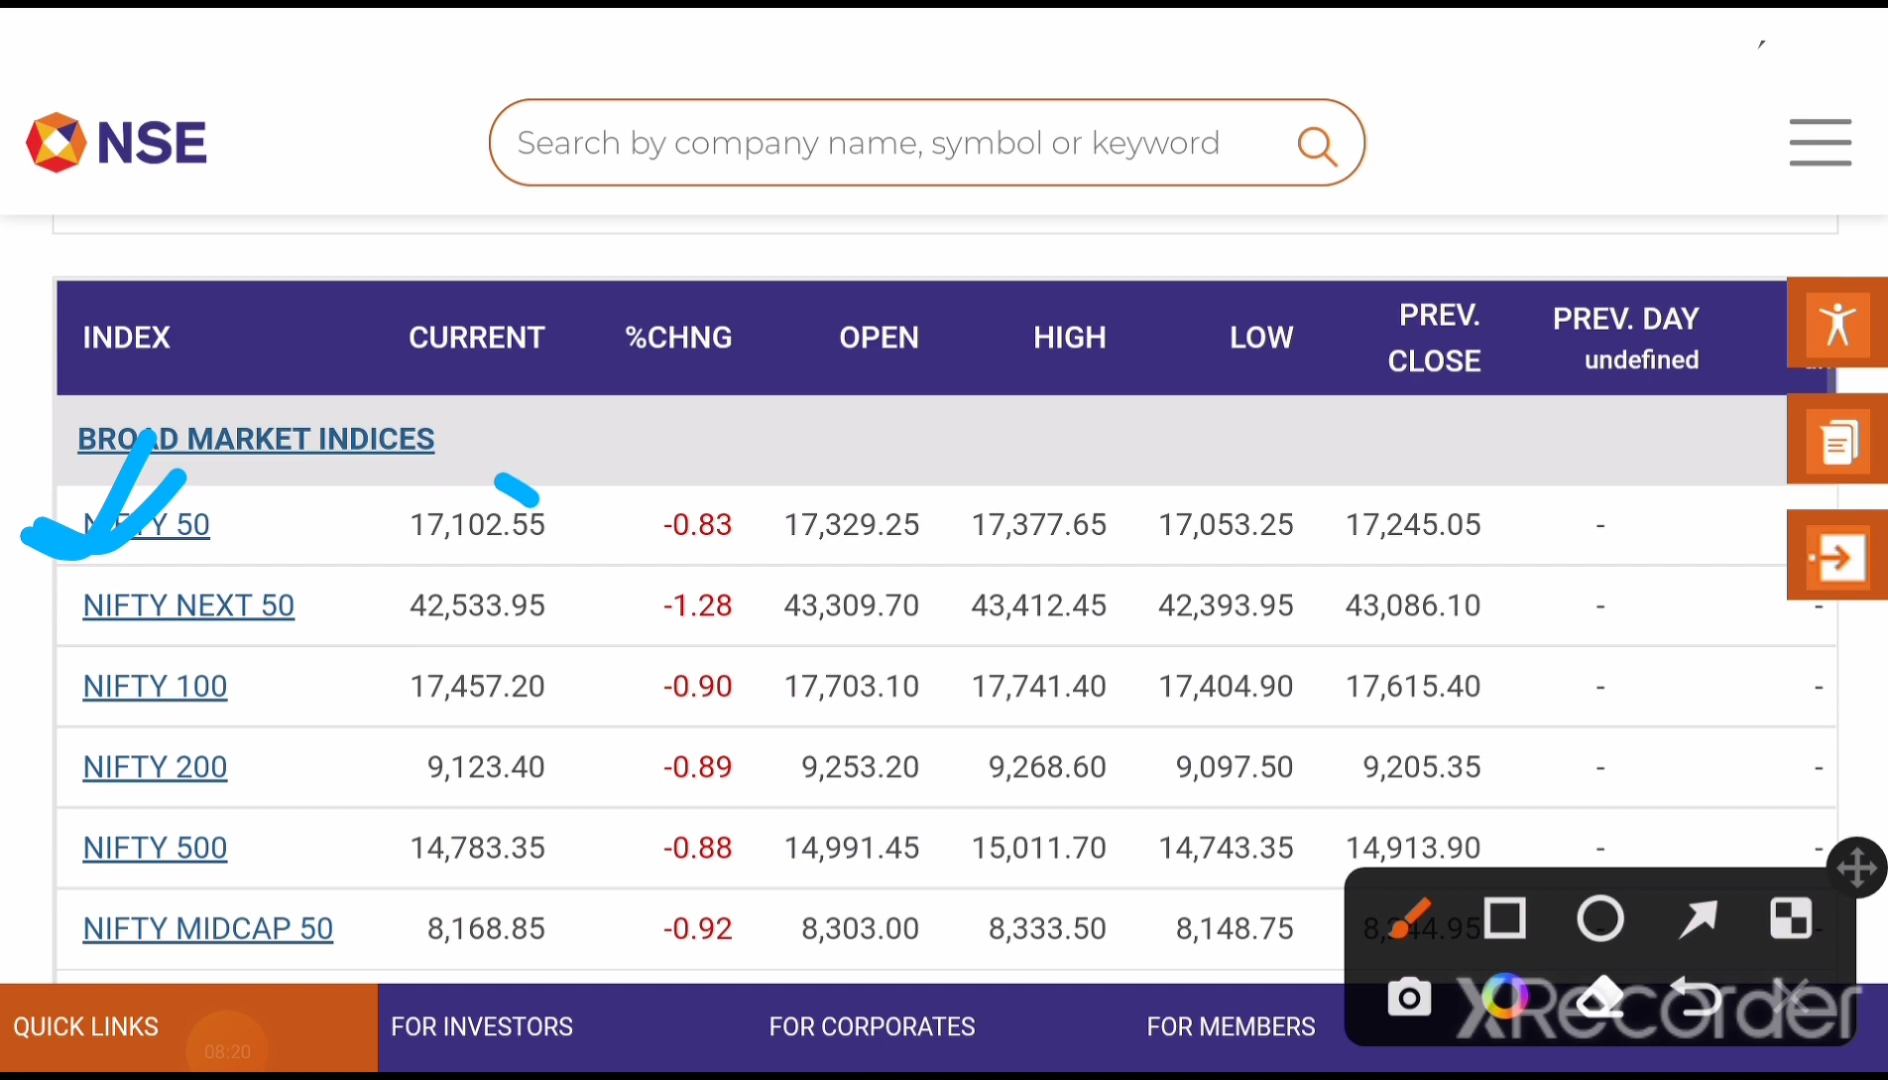 NSE
Search by company name, symbol or keyword
INDEX CURRENT %CHNG OPEN HIGH LOW PREV. CLOSE PREV. DAY undefined
BROAD MARKET INDICES
NIFTY 50 17,102.55 -0.83 17,329.25 17,377.65 17,053.25 17,245.05 -
NIFTY NEXT 50 42,533.95 -1.28 43,309.70 43,412.45 42,393.95 43,086.10 - -
NIFTY 100 17,457.20 -0.90 17,703.10 17,741.40 17,404.90 17,615.40 - -
NIFTY 200 9,123.40 -0.89 9,253.20 9,268.60 9,097.50 9,205.35 - -
NIFTY 500 14,783.35 -0.88 14,991.45 15,011.70 14,743.35 14,913.90 - -
NIFTY MIDCAP 50 8,168.85 -0.92 8,303.00 8,333.50 8,148.75
QUICK LINKS FOR INVESTORS FOR CORPORATES FOR MEMBERS
08:20
XRecorder